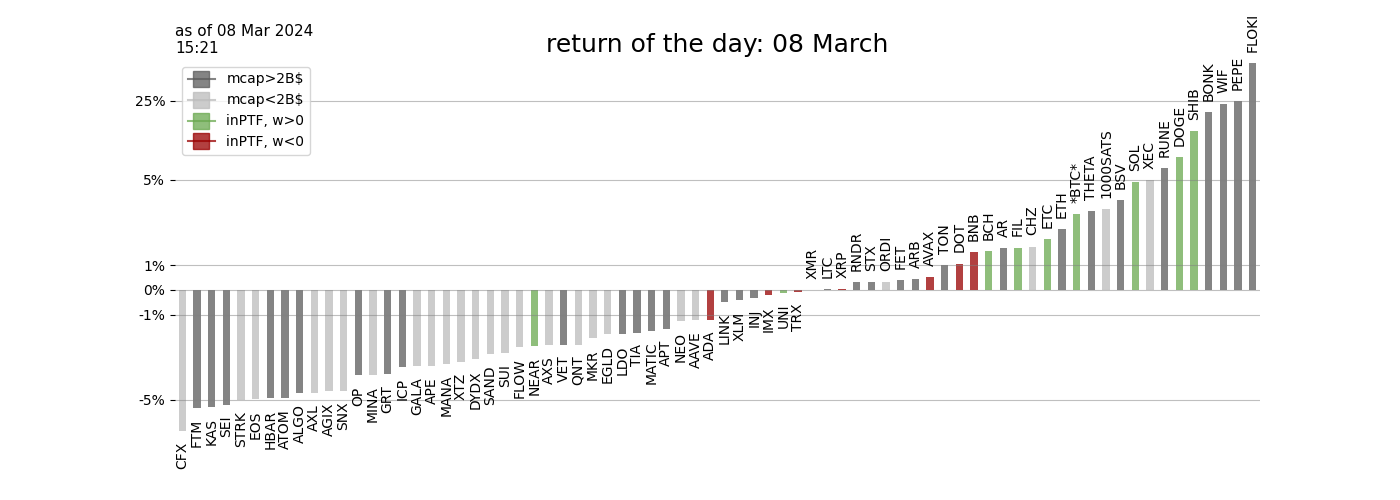 as of 08 Mar 2024
15:21
return of the day: 08 March
mcap>2B$
mcap<2B$
inPTF, w>0
inPTF, w<0
25%
5%
1%
0%
-1%
-5%
CFX
FTM
KAS
SEI
STRK
EOS
HBAR
ATOM
ALGO
AXL
AGIX
SNX
OP
MINA
GRT
ICP
GALA
APE
MANA
XTZ
DYDX
SAND
SUI
FLOW
NEAR
AXS
VET
QNT
MKR
EGLD
LDO
TIA
MATIC
APT
NEO
AAVE
ADA
LINK
XLM
INJ
IMX
UNI
TRX
XMR
LTC
XRP
RNDR
STX
ORDI
FET
ARB
AVAX
TON
DOT
BNB
BCH
AR
FIL
CHZ
ETC
ETH
*BTC*
THETA
1000SATS
BSV
SOL
XEC
RUNE
DOGE
SHIB
BONK
WIF
PEPE
FLOKI